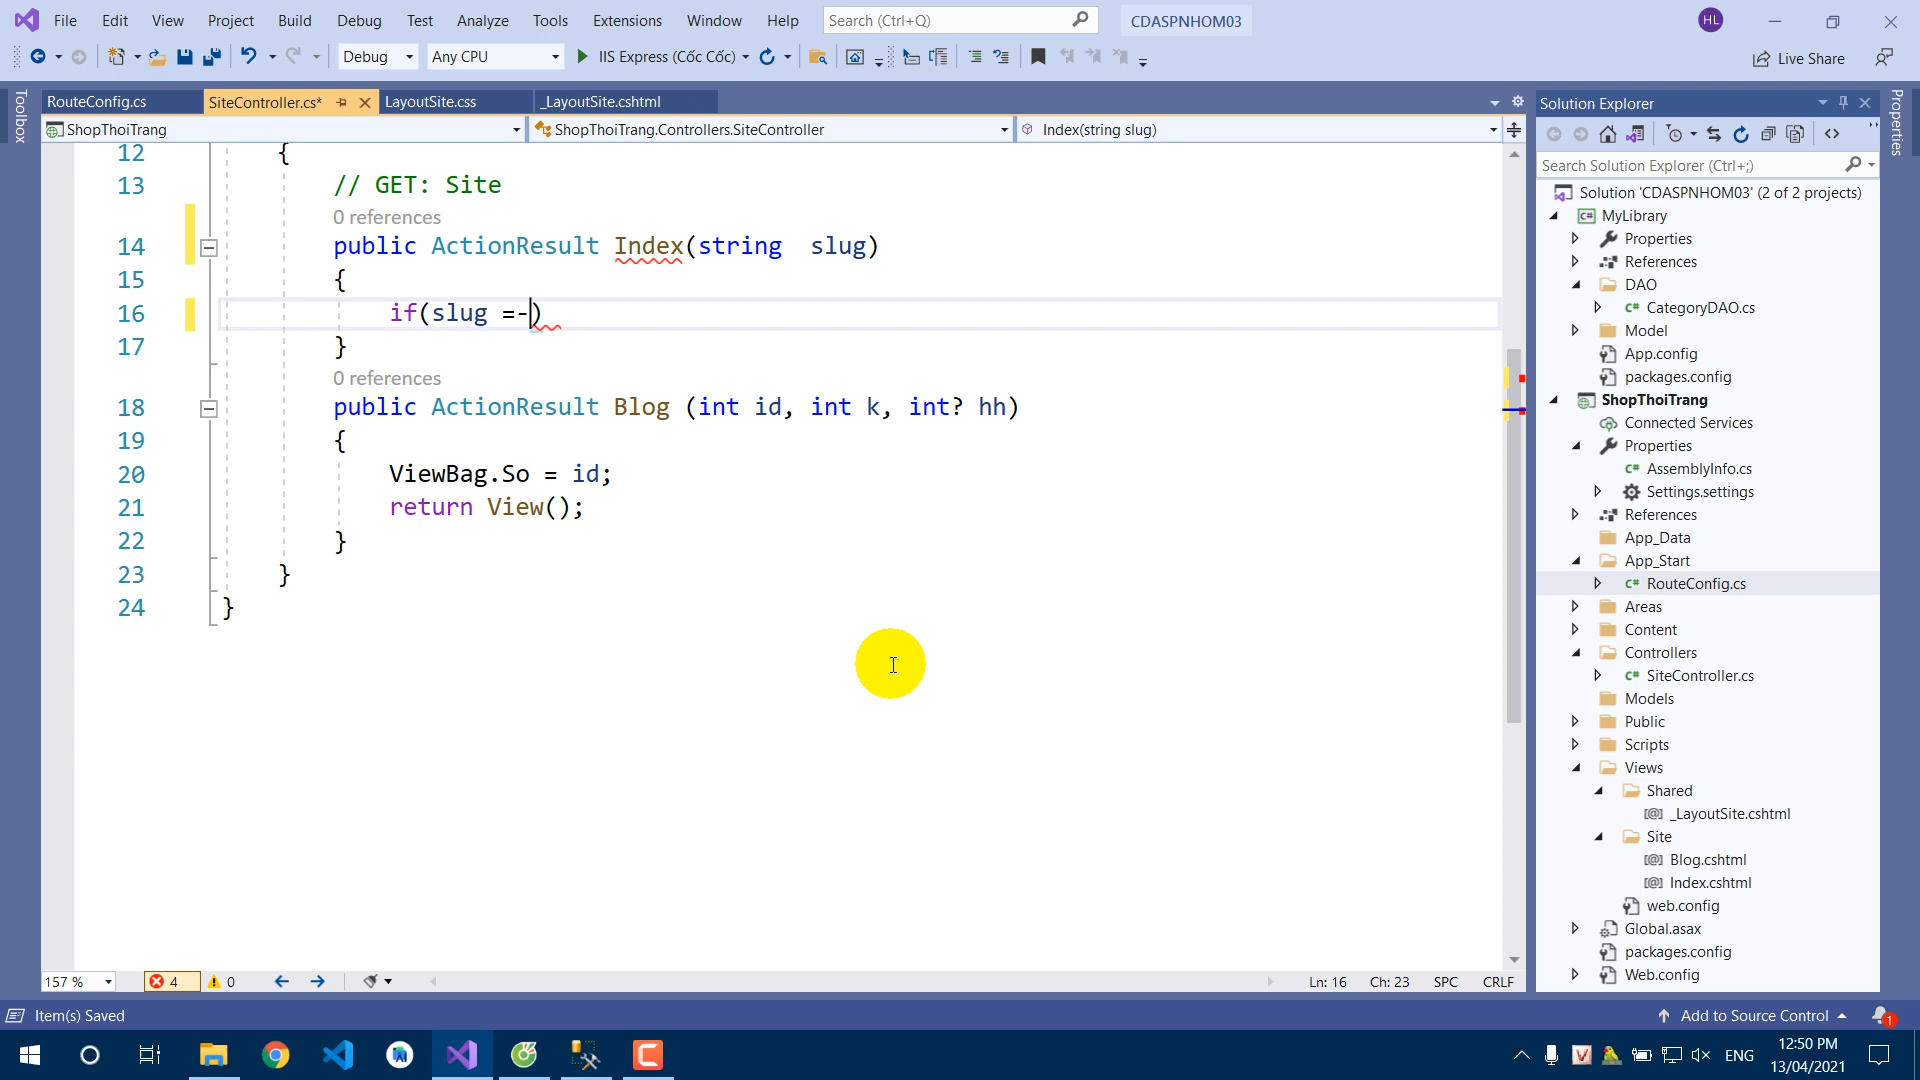 File Edit View Project Build Debug Test Analyze Tools Extensions Window Help Search (Ctrl+Q) CDASPNHOM03 HL
Debug Any CPU IIS Express (Cốc Cốc) Live Share
Toolbox
RouteConfig.cs SiteController.cs* LayoutSite.css _LayoutSite.cshtml
ShopThoiTrang ShopThoiTrang.Controllers.SiteController Index(string slug)
12 {
13 // GET: Site
0 references
14 public ActionResult Index(string  slug)
15 {
16 if(slug =-)
17 }
0 references
18 public ActionResult Blog (int id, int k, int? hh)
19 {
20 ViewBag.So = id;
21 return View();
22 }
23 }
24 }
157 % 4 0 Ln: 16 Ch: 23 SPC CRLF
Solution Explorer
Properties
Search Solution Explorer (Ctrl+;)
Solution 'CDASPNHOM03' (2 of 2 projects)
C# MyLibrary
Properties
References
DAO
C# CategoryDAO.cs
Model
App.config
packages.config
ShopThoiTrang
Connected Services
Properties
C# AssemblyInfo.cs
Settings.settings
References
App_Data
App_Start
C# RouteConfig.cs
Areas
Content
Controllers
C# SiteController.cs
Models
Public
Scripts
Views
Shared
[@] _LayoutSite.cshtml
Site
[@] Blog.cshtml
[@] Index.cshtml
web.config
Global.asax
packages.config
Web.config
Item(s) Saved Add to Source Control 1
ENG 12:50 PM
13/04/2021